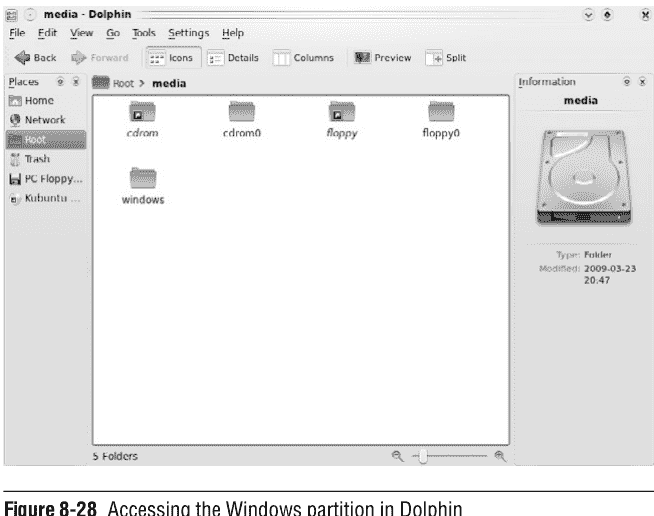 media - Dolphin
File Edit View Go Tools Settings Help
Back Forward Icons Details Columns Preview Split
Places
Root > media
Information
Home
Network
Root
Trash
PC Floppy...
Kubuntu ...
cdrom
cdrom0
floppy
floppy0
windows
media
Type: Folder
Modified: 2009-03-23
20:47
5 Folders
Figure 8-28 Accessing the Windows partition in Dolphin